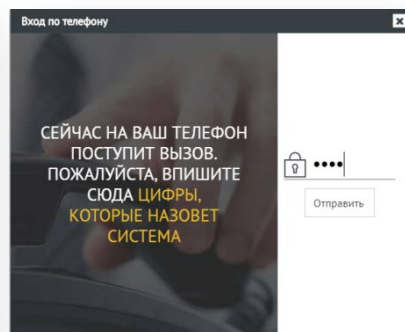 Вход по телефону
СЕЙЧАС НА ВАШ ТЕЛЕФОН
ПОСТУПИТ ВЫЗОВ.
ПОЖАЛУЙСТА, ВПИШИТЕ
СЮДА ЦИФРЫ,
КОТОРЫЕ НАЗОВЕТ
СИСТЕМА
••••
Отправить